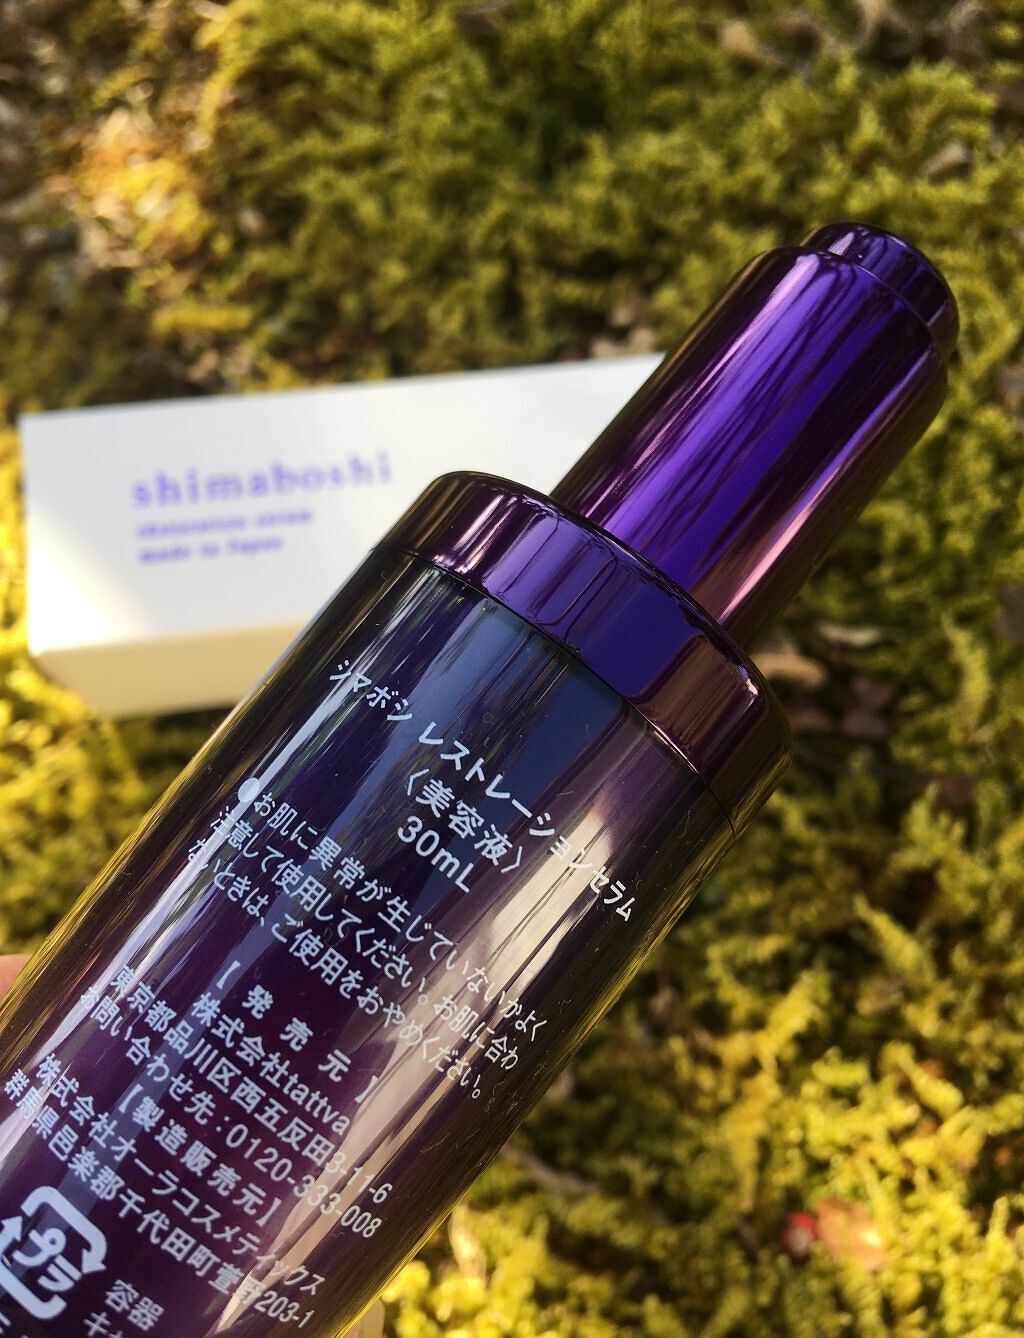 shimaboshi
restoration serum
made in Japan
シマボシ レストレーションセラム
〈美容液〉
30mL
●お肌に異常が生じていないかよく
注意して使用してください。お肌に合わ
ないときは、ご使用をおやめください。
【 発 売 元 】
株式会社tattva
東京都品川区西五反田3-11-6
お問い合わせ先:0120-333-008
【製造販売元】
株式会社オーラコスメティックス
群馬県邑楽郡千代田町萱野203-1
プラ
容器